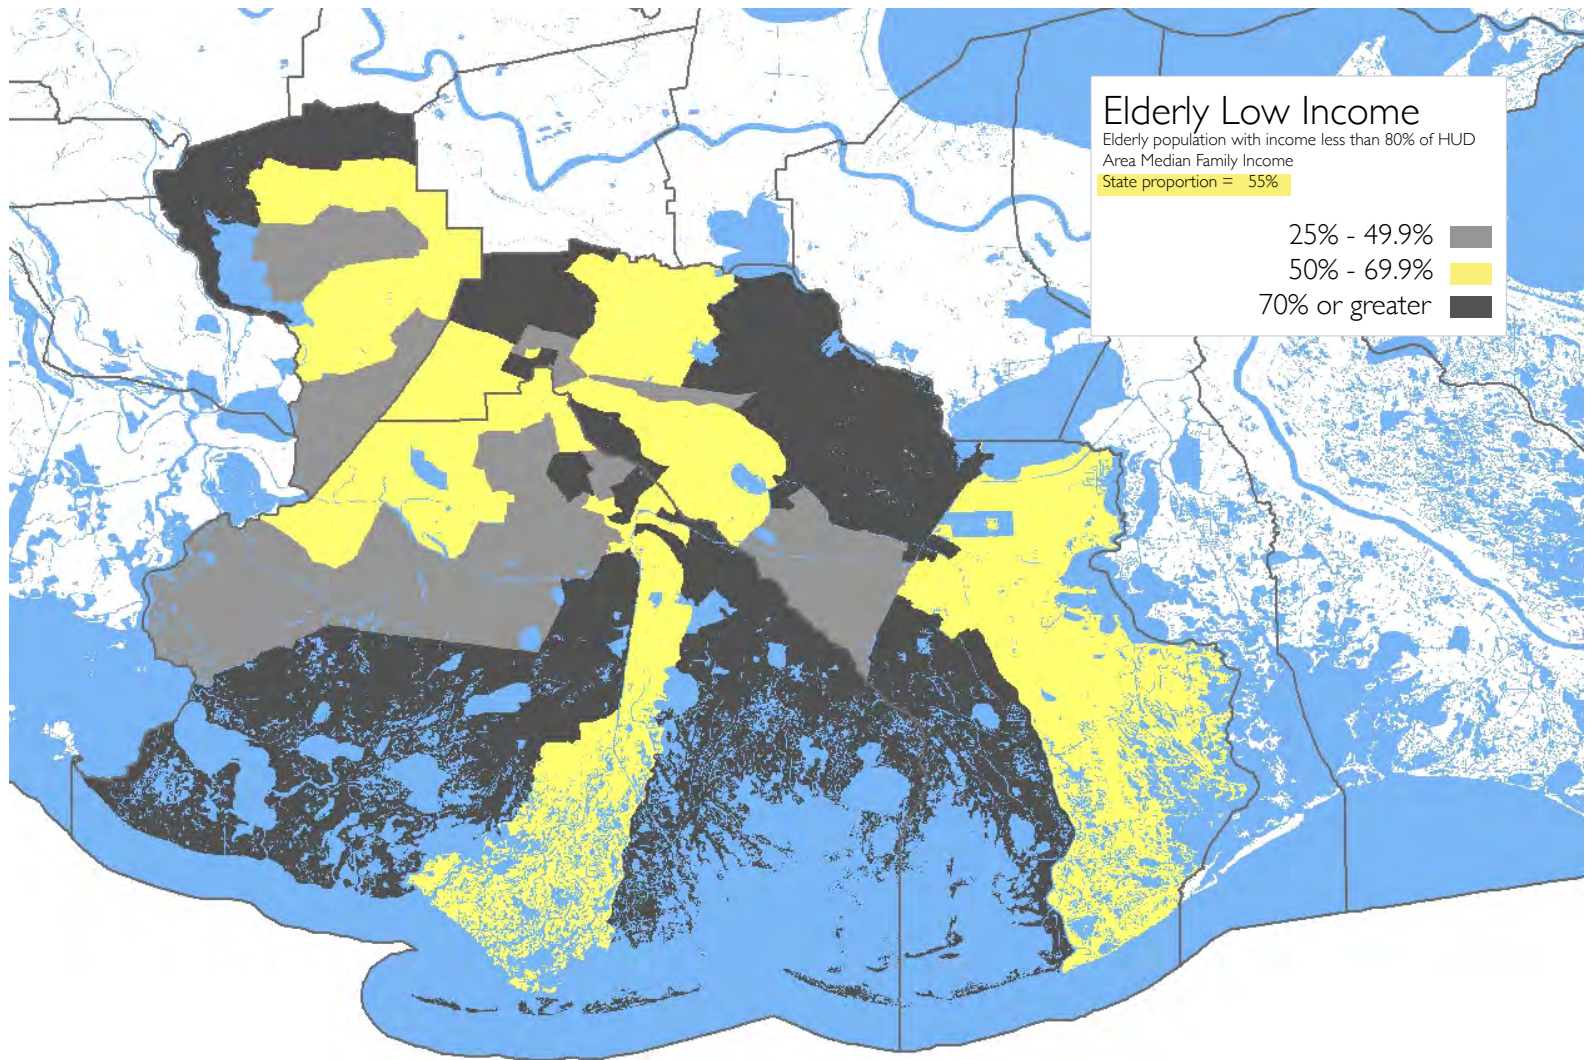 Elderly Low Income
Elderly population with income less than 80% of HUD
Area Median Family Income
State proportion = 55%
25% - 49.9%
50% - 69.9%
70% or greater